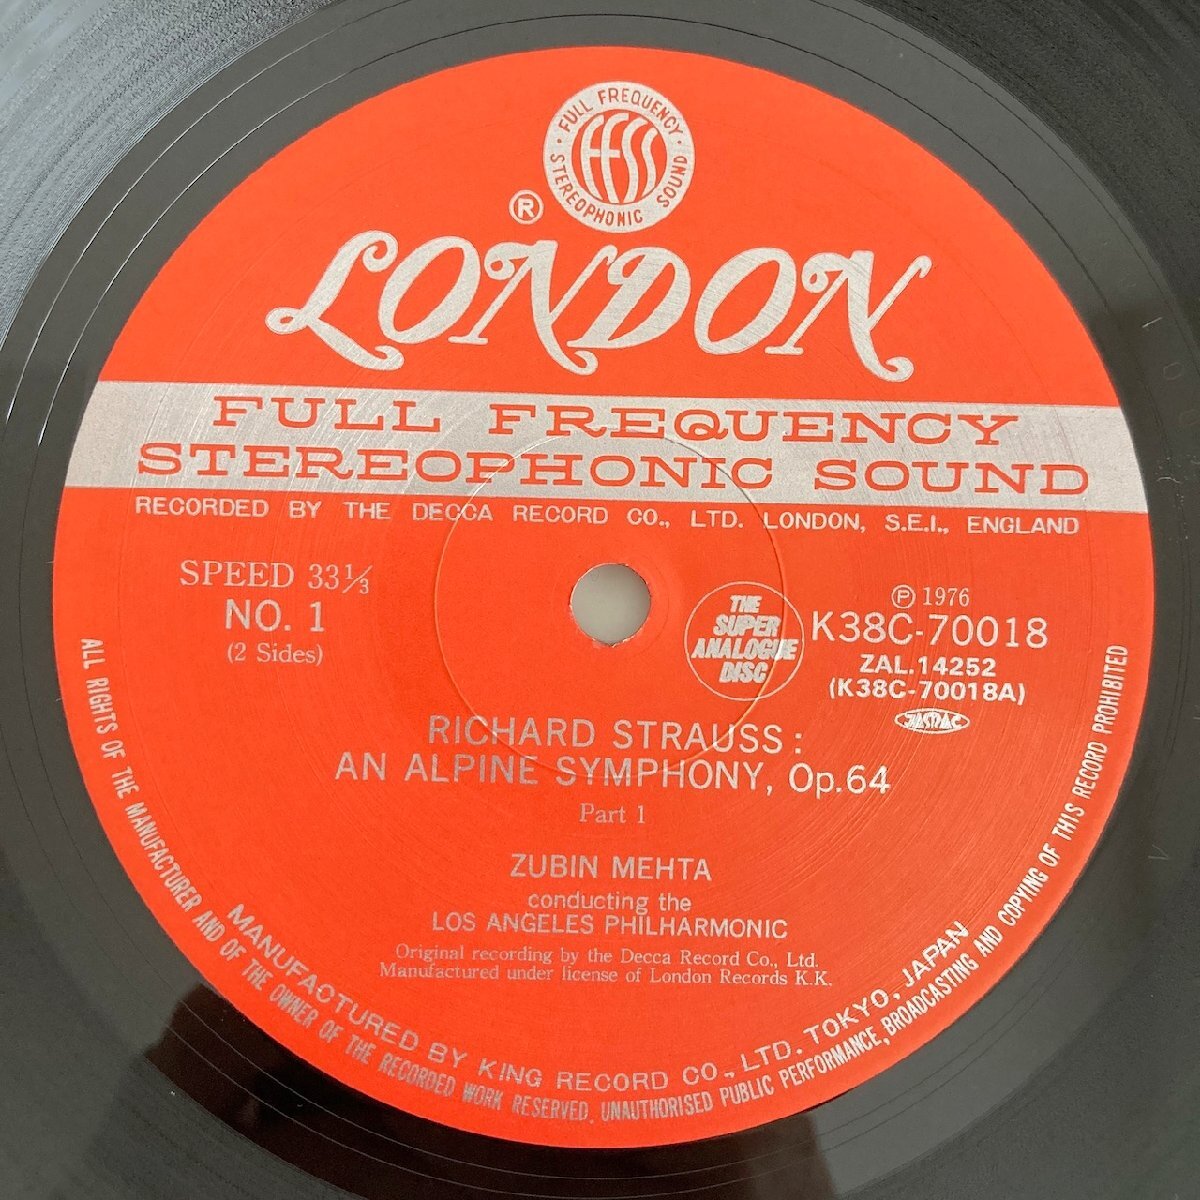 · FULL FREQUENCY ·
STEREOPHONIC SOUND
FFSS
®
LONDON
FULL FREQUENCY
STEREOPHONIC SOUND
RECORDED BY THE DECCA RECORD CO., LTD. LONDON, S.E.I., ENGLAND
SPEED 33⅓
NO. 1
(2 Sides)
THE
SUPER
ANALOGUE
DISC
℗ 1976
K38C-70018
ZAL.14252
(K38C-70018A)
JASRAC
RICHARD STRAUSS:
AN ALPINE SYMPHONY, Op.64
Part 1
ZUBIN MEHTA
conducting the
LOS ANGELES PHILHARMONIC
Original recording by the Decca Record Co., Ltd.
Manufactured under license of London Records K.K.
MANUFACTURED BY KING RECORD CO., LTD. TOKYO, JAPAN
ALL RIGHTS OF THE MANUFACTURER AND OF THE OWNER OF THE RECORDED WORK RESERVED. UNAUTHORISED PUBLIC PERFORMANCE, BROADCASTING AND COPYING OF THIS RECORD PROHIBITED